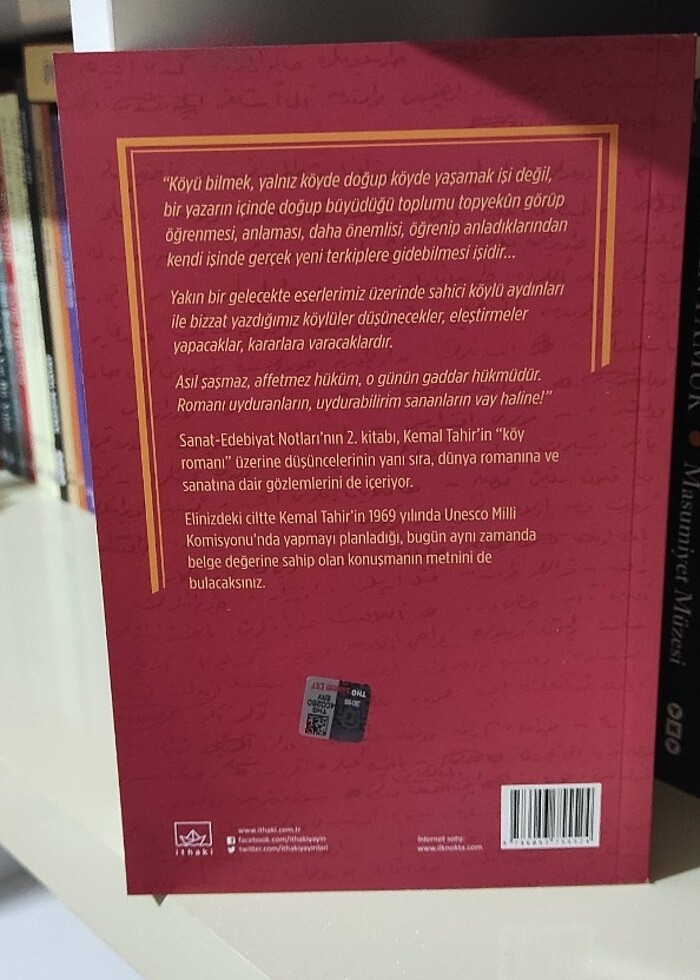 “Köyü bilmek, yalnız köyde doğup köyde yaşamak işi değil,
bir yazarın içinde doğup büyüdüğü toplumu topyekûn görüp
öğrenmesi, anlaması, daha önemlisi, öğrenip anladıklarından
kendi işinde gerçek yeni terkiplere gidebilmesi işidir...
Yakın bir gelecekte eserlerimiz üzerinde sahici köylü aydınları
ile bizzat yazdığımız köylüler düşünecekler, eleştirmeler
yapacaklar, kararlara varacaklardır.
Asıl şaşmaz, affetmez hüküm, o günün gaddar hükmüdür.
Romanı uyduranların, uydurabilirim sananların vay haline!”
Sanat-Edebiyat Notları’nın 2. kitabı, Kemal Tahir’in “köy
romanı” üzerine düşüncelerinin yanı sıra, dünya romanına ve
sanatına dair gözlemlerini de içeriyor.
Elinizdeki ciltte Kemal Tahir’in 1969 yılında Unesco Milli
Komisyonu’nda yapmayı planladığı, bugün aynı zamanda
belge değerine sahip olan konuşmanın metnini de
bulacaksınız.
ithaki
www.ithaki.com.tr
facebook.com/ithakiyayin
twitter.com/ithakiyayinlari
internet satış:
www.ilknokta.com
Masumiyet Müzesi